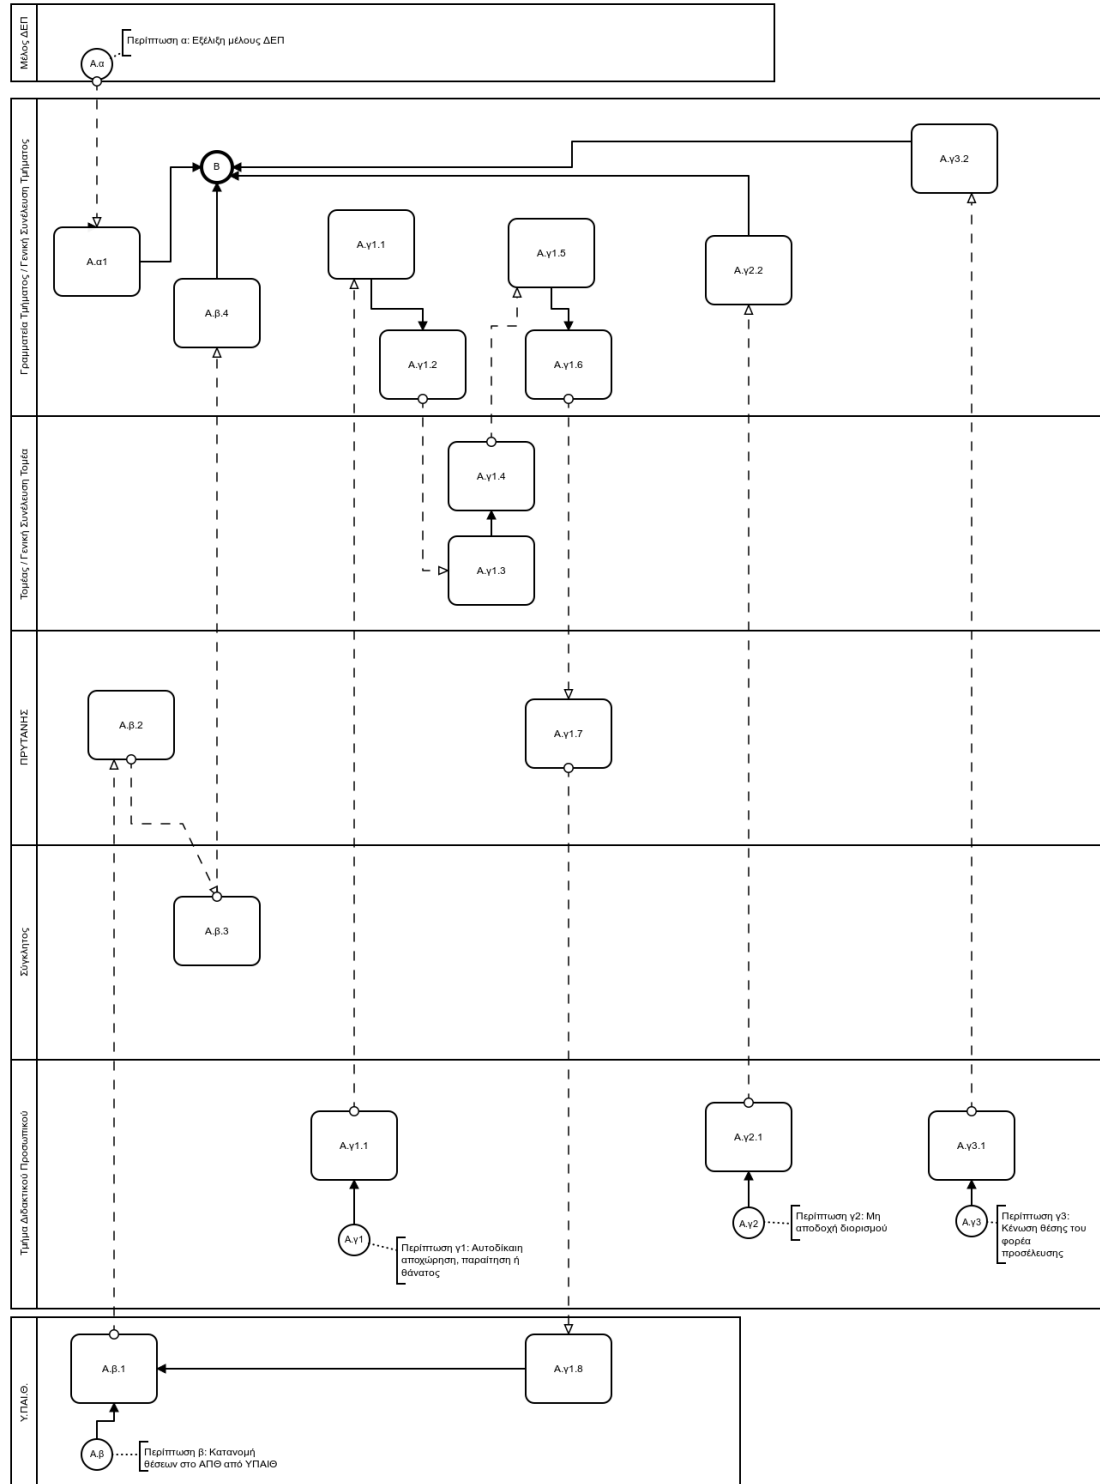 Μέλος ΔΕΠ
Περίπτωση α: Εξέλιξη μέλους ΔΕΠ
Α.α
Γραμματεία Τμήματος / Γενική Συνέλευση Τμήματος
Α.γ3.2
Β
Α.γ1.1
Α.γ1.5
Α.α1
Α.γ2.2
Α.β.4
Α.γ1.2
Α.γ1.6
Τομέας / Γενική Συνέλευση Τομέα
Α.γ1.4
Α.γ1.3
ΠΡΥΤΑΝΗΣ
Α.β.2
Α.γ1.7
Σύγκλητος
Α.β.3
Τμήμα Διδακτικού Προσωπικού
Α.γ1.1
Α.γ2.1
Α.γ3.1
Α.γ1
Περίπτωση γ1: Αυτοδίκαιη
αποχώρηση, παραίτηση ή
θάνατος
Α.γ2
Περίπτωση γ2: Μη
αποδοχή διορισμού
Α.γ3
Περίπτωση γ3:
Κένωση θέσης του
φορέα
προσέλευσης
Υ.ΠΑΙ.Θ.
Α.β.1
Α.γ1.8
Α.β
Περίπτωση β: Κατανομή
θέσεων στο ΑΠΘ από ΥΠΑΙΘ